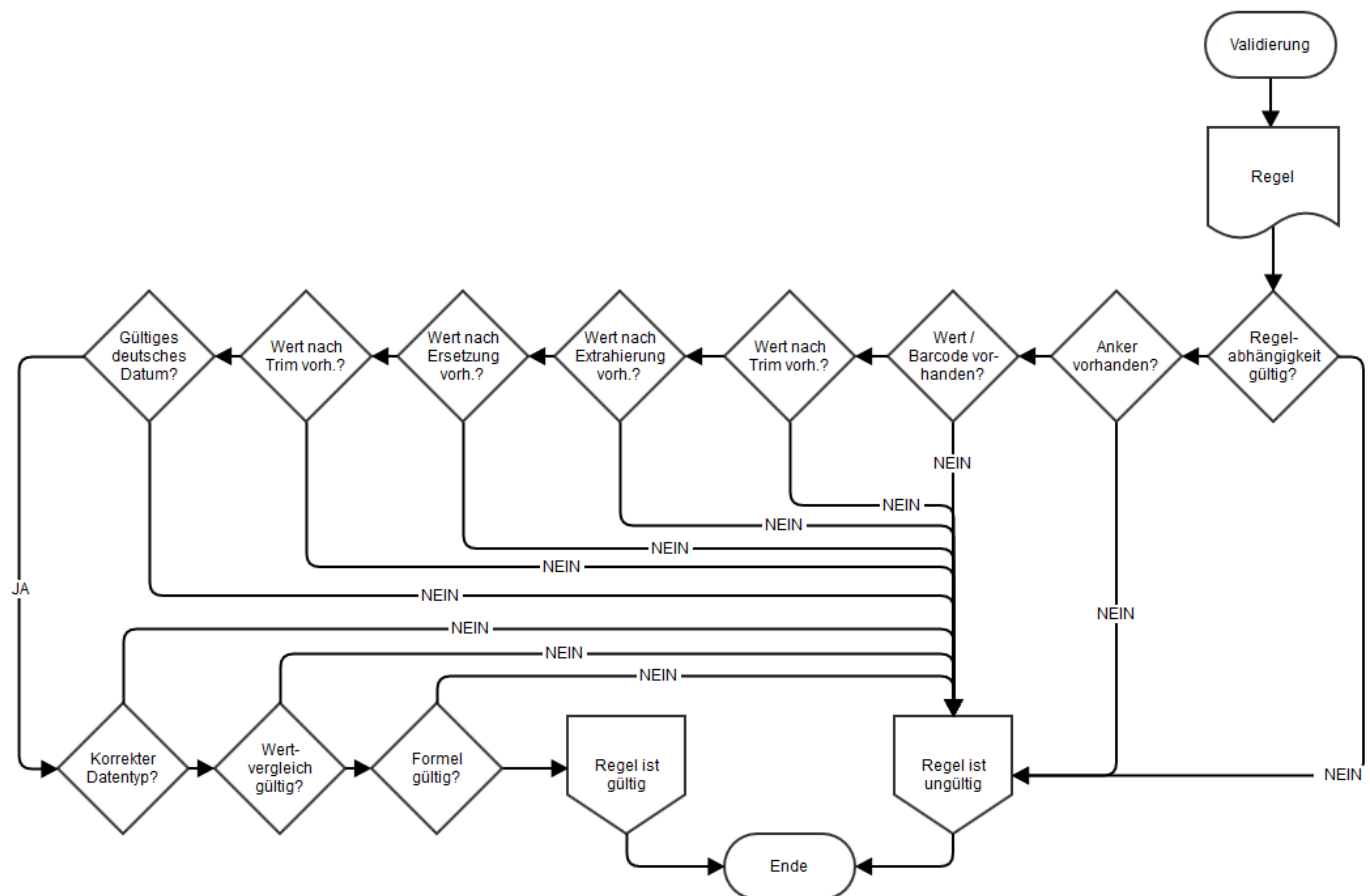 Validierung
Regel
Gültiges
deutsches
Datum?
Wert nach
Trim vorh.?
Wert nach
Ersetzung
vorh.?
Wert nach
Extrahierung
vorh.?
Wert nach
Trim vorh.?
Wert /
Barcode vor-
handen?
Anker
vorhanden?
Regel-
abhängigkeit
gültig?
NEIN
NEIN
NEIN
NEIN
NEIN
JA
NEIN
NEIN
NEIN
NEIN
NEIN
Korrekter
Datentyp?
Wert-
vergleich
gültig?
Formel
gültig?
Regel ist
gültig
Regel ist
ungültig
NEIN
Ende